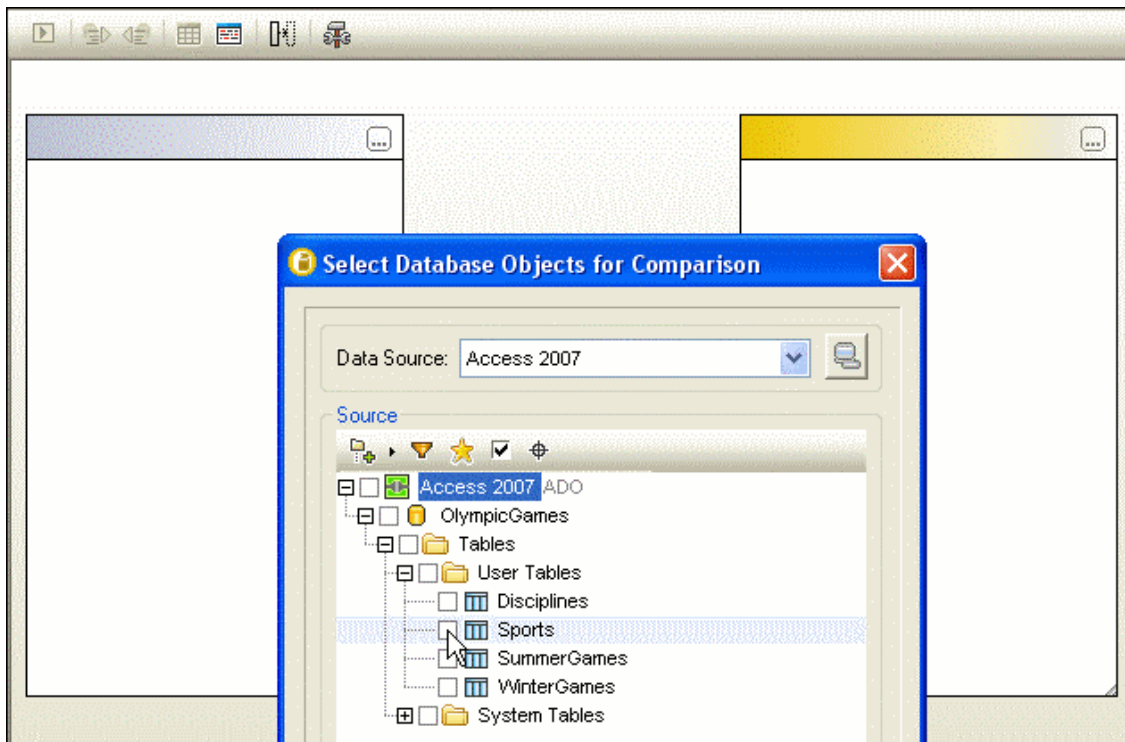 Select Database Objects for Comparison
Data Source: Access 2007
Source
Access 2007 ADO
OlympicGames
Tables
User Tables
Disciplines
Sports
SummerGames
WinterGames
System Tables